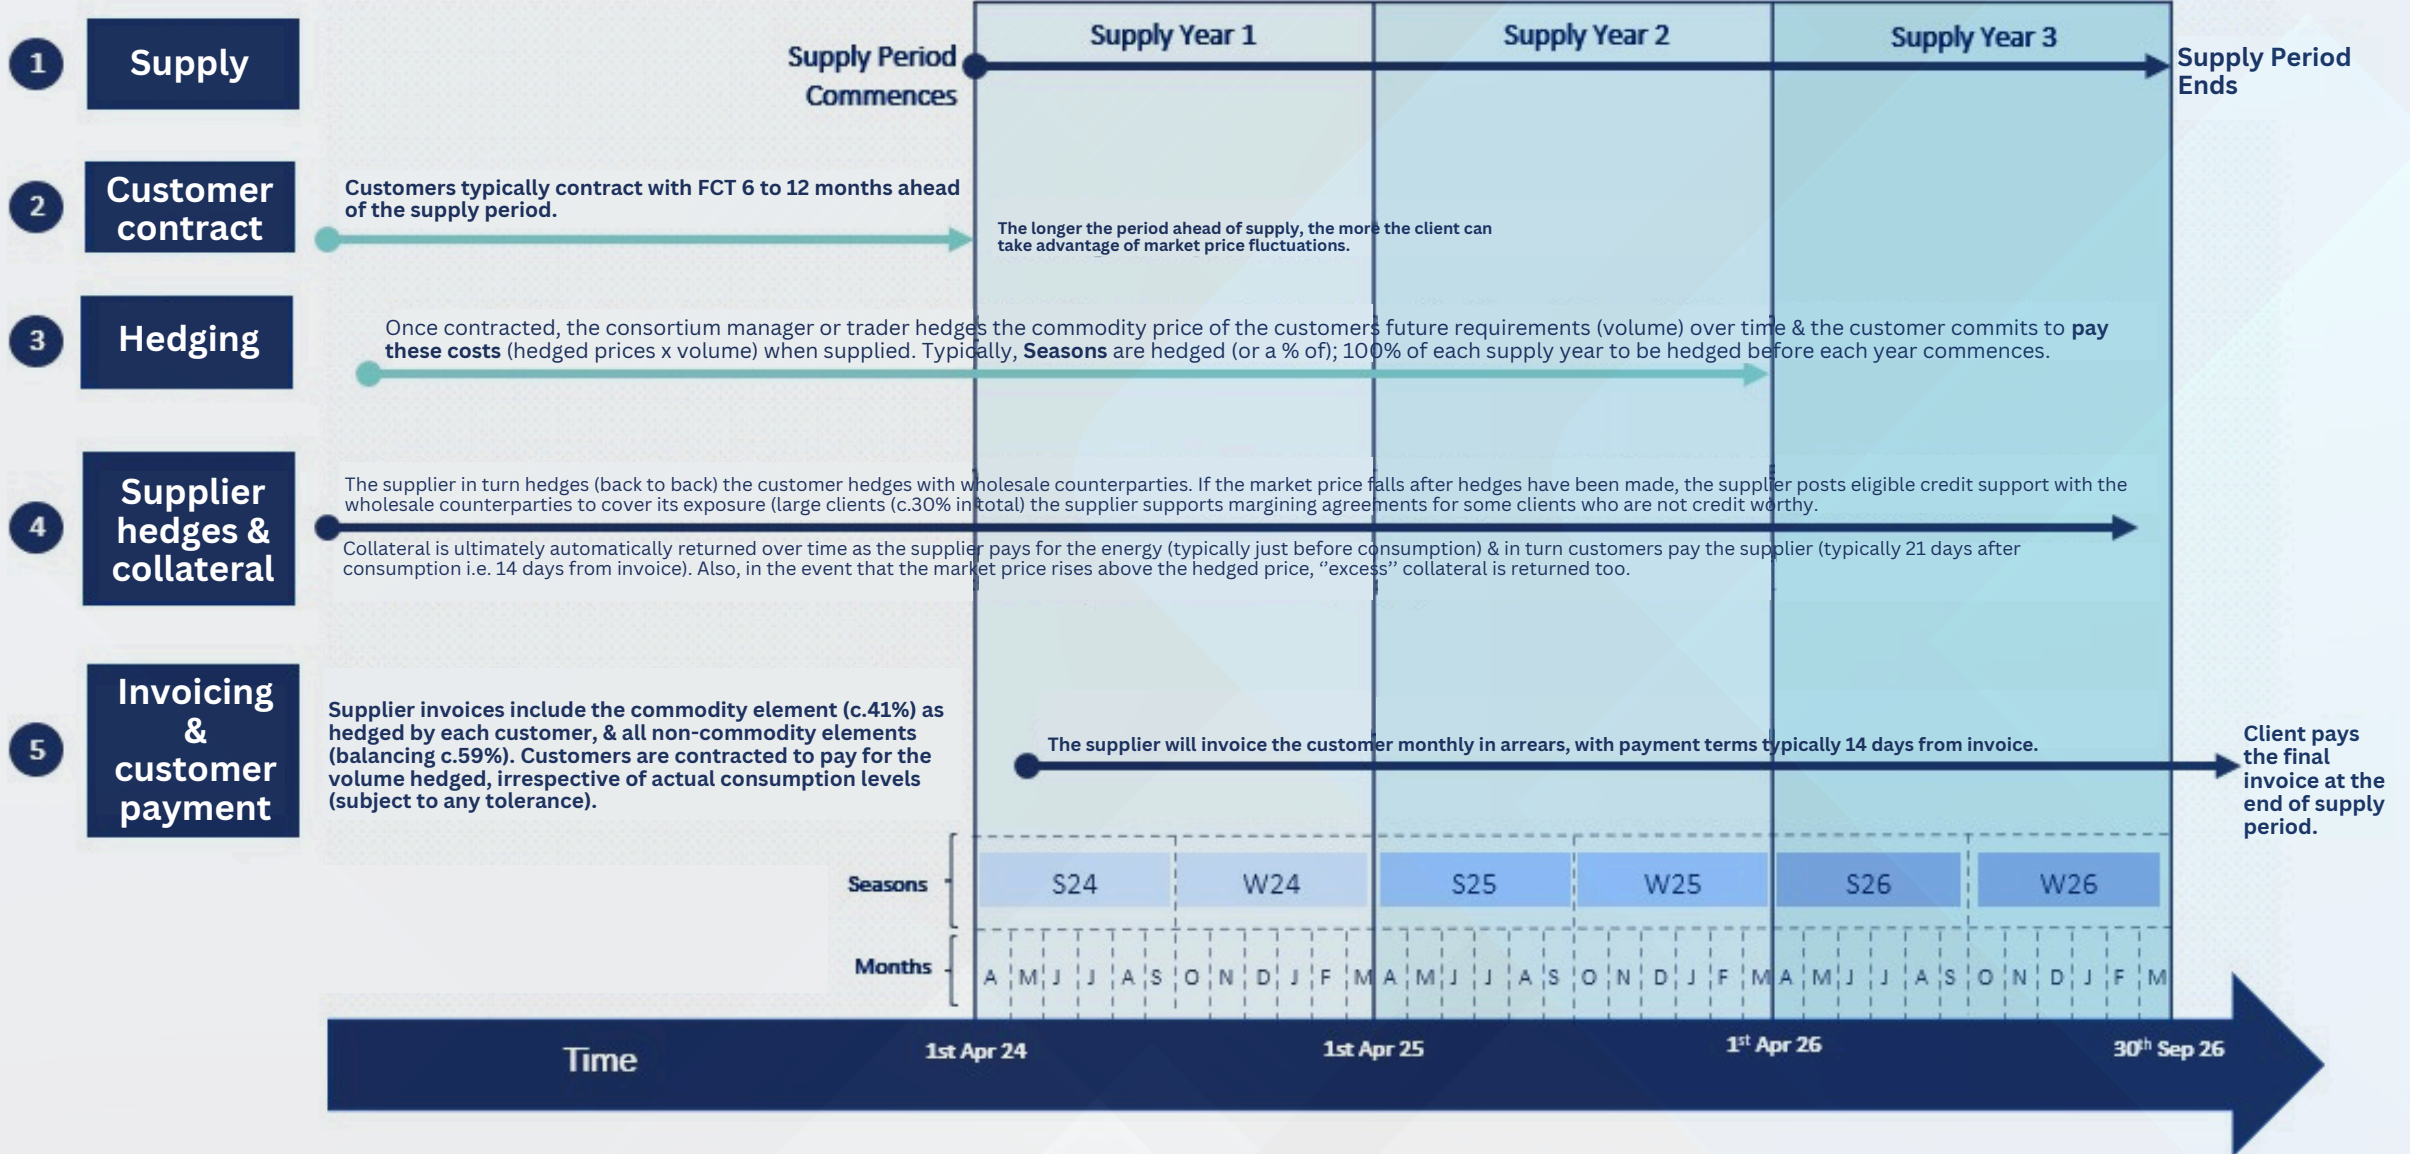 Supply Year 1
Supply Year 2
Supply Year 3
1
Supply
Supply Period
Commences
Supply Period
Ends
2
Customer
contract
Customers typically contract with FCT 6 to 12 months ahead
of the supply period.
The longer the period ahead of supply, the more the client can
take advantage of market price fluctuations.
3
Hedging
Once contracted, the consortium manager or trader hedges the commodity price of the customers future requirements (volume) over time & the customer commits to pay
these costs (hedged prices x volume) when supplied. Typically, Seasons are hedged (or a % of); 100% of each supply year to be hedged before each year commences.
4
Supplier
hedges &
collateral
The supplier in turn hedges (back to back) the customer hedges with wholesale counterparties. If the market price falls after hedges have been made, the supplier posts eligible credit support with the
wholesale counterparties to cover its exposure (large clients (c.30% in total) the supplier supports margining agreements for some clients who are not credit worthy.
Collateral is ultimately automatically returned over time as the supplier pays for the energy (typically just before consumption) & in turn customers pay the supplier (typically 21 days after
consumption i.e. 14 days from invoice). Also, in the event that the market price rises above the hedged price, ‘’excess’’ collateral is returned too.
5
Invoicing
&
customer
payment
Supplier invoices include the commodity element (c.41%) as
hedged by each customer, & all non-commodity elements
(balancing c.59%). Customers are contracted to pay for the
volume hedged, irrespective of actual consumption levels
(subject to any tolerance).
The supplier will invoice the customer monthly in arrears, with payment terms typically 14 days from invoice.
Client pays
the final
invoice at the
end of supply
period.
Seasons
S24
W24
S25
W25
S26
W26
Months
A M J J A S O N D J F M A M J J A S O N D J F M A M J J A S O N D J F M
Time
1st Apr 24
1st Apr 25
1st Apr 26
30th Sep 26